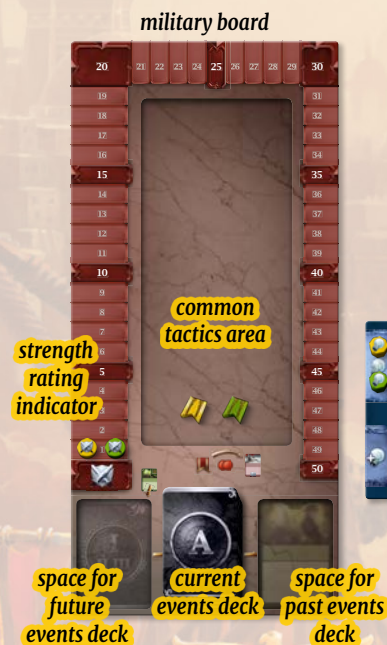 military board
20 21 22 23 24 25 26 27 28 29 30
19 31
18 32
17 33
16 34
15 35
14 36
13 37
12 38
11 39
10 40
9 41
8 42
common
tactics area
7 43
strength
rating
indicator
6 44
5 45
4 46
3 47
2 48
1 49
50
A
space for
future
events deck
current
events deck
space for
past events
deck